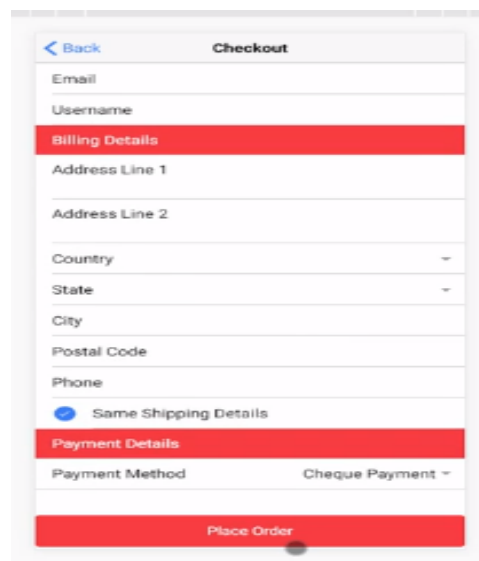 Back Checkout
Email
Username
Billing Details
Address Line 1
Address Line 2
Country
State
City
Postal Code
Phone
Same Shipping Details
Payment Details
Payment Method Cheque Payment
Place Order